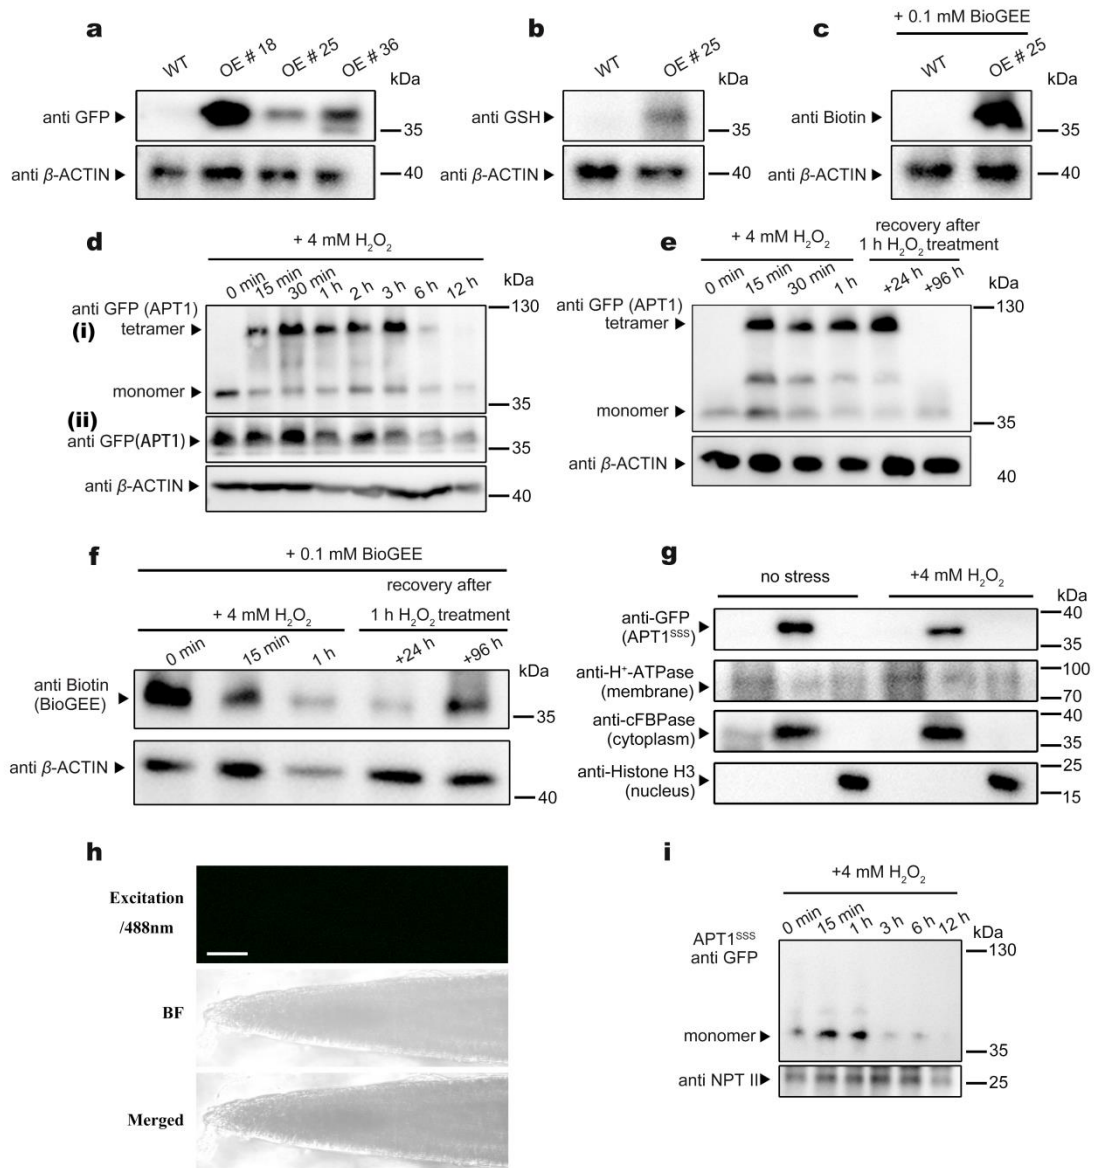 a
WT
OE # 18
OE # 25
OE # 36
kDa
anti GFP
35
anti β-ACTIN
40
b
WT
OE # 25
kDa
anti GSH
35
anti β-ACTIN
40
c
+ 0.1 mM BioGEE
WT
OE # 25
kDa
anti Biotin
35
anti β-ACTIN
40
d
+ 4 mM H₂O₂
0 min 15 min 30 min 1 h 2 h 3 h 6 h 12 h
kDa
anti GFP (APT1)
130
(i)
tetramer
monomer
35
(ii)
anti GFP(APT1)
35
anti β-ACTIN
40
e
+ 4 mM H₂O₂
recovery after
1 h H₂O₂ treatment
0 min 15 min 30 min 1 h +24 h +96 h
kDa
anti GFP (APT1)
130
tetramer
monomer
35
anti β-ACTIN
40
f
+ 0.1 mM BioGEE
recovery after
+ 4 mM H₂O₂
1 h H₂O₂ treatment
0 min 15 min 1 h +24 h +96 h
kDa
anti Biotin
(BioGEE)
35
anti β-ACTIN
40
g
no stress
+4 mM H₂O₂
kDa
anti-GFP
(APT1ˢˢˢ)
40
35
anti-H⁺-ATPase
(membrane)
100
70
anti-cFBPase
(cytoplasm)
40
35
anti-Histone H3
(nucleus)
25
15
h
Excitation
/488nm
BF
Merged
i
+4 mM H₂O₂
0 min 15 min 1 h 3 h 6 h 12 h
kDa
APT1ˢˢˢ
anti GFP
130
monomer
35
anti NPT II
25